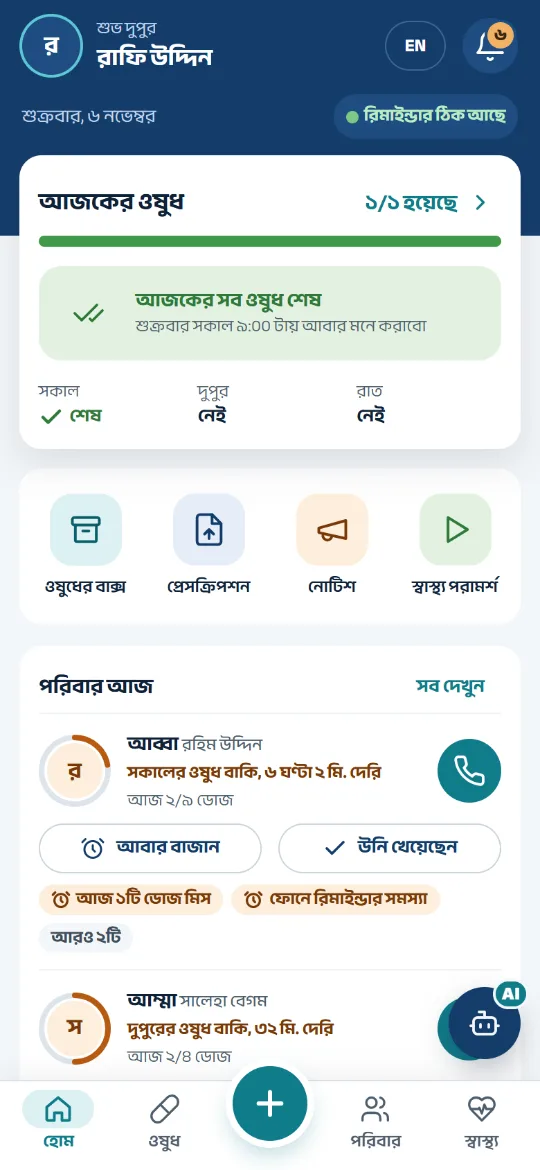 র
শুভ দুপুর
রাফি উদ্দিন
EN
৬
শুক্রবার, ৬ নভেম্বর
রিমাইন্ডার ঠিক আছে
আজকের ওষুধ
১/১ হয়েছে
আজকের সব ওষুধ শেষ
শুক্রবার সকাল ৯:০০ টায় আবার মনে করাবো
সকাল
শেষ
দুপুর
নেই
রাত
নেই
ওষুধের বাক্স
প্রেসক্রিপশন
নোটিশ
স্বাস্থ্য পরামর্শ
পরিবার আজ
সব দেখুন
র
আব্বা রহিম উদ্দিন
সকালের ওষুধ বাকি, ৬ ঘণ্টা ২ মি. দেরি
আজ ২/৯ ডোজ
আবার বাজান
উনি খেয়েছেন
আজ ১টি ডোজ মিস
ফোনে রিমাইন্ডার সমস্যা
আরও ২টি
স
আম্মা সালেহা বেগম
দুপুরের ওষুধ বাকি, ৩২ মি. দেরি
আজ ২/৪ ডোজ
AI
হোম
ওষুধ
পরিবার
স্বাস্থ্য